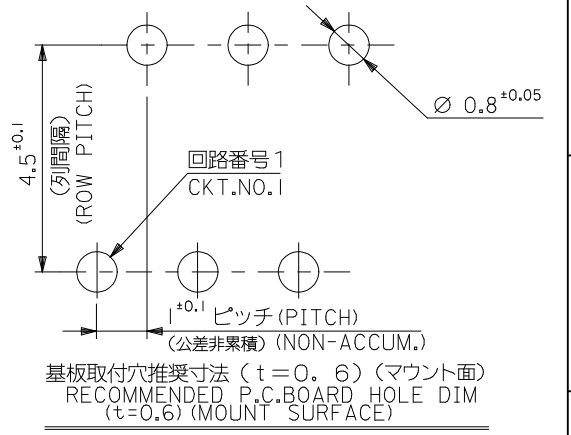 Ø 0.8±0.05
4.5±0.1
(列間隔)
(ROW PITCH)
回路番号1
CKT.NO.1
1±0.1 ピッチ(PITCH)
(公差非累積) (NON-ACCUM.)
基板取付穴推奨寸法 (t=0. 6) (マウント面)
RECOMMENDED P.C.BOARD HOLE DIM
(t=0.6) (MOUNT SURFACE)